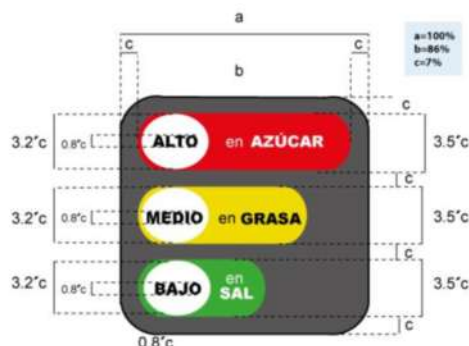 a
c
c
b
a=100%
b=86%
c=7%
c
3.2"c
0.8"c
ALTO en AZÚCAR
3.5"c
c
3.2"c
0.8"c
MEDIO en GRASA
3.5"c
c
3.2"c
0.8"c
BAJO en SAL
3.5"c
c
0.8"c